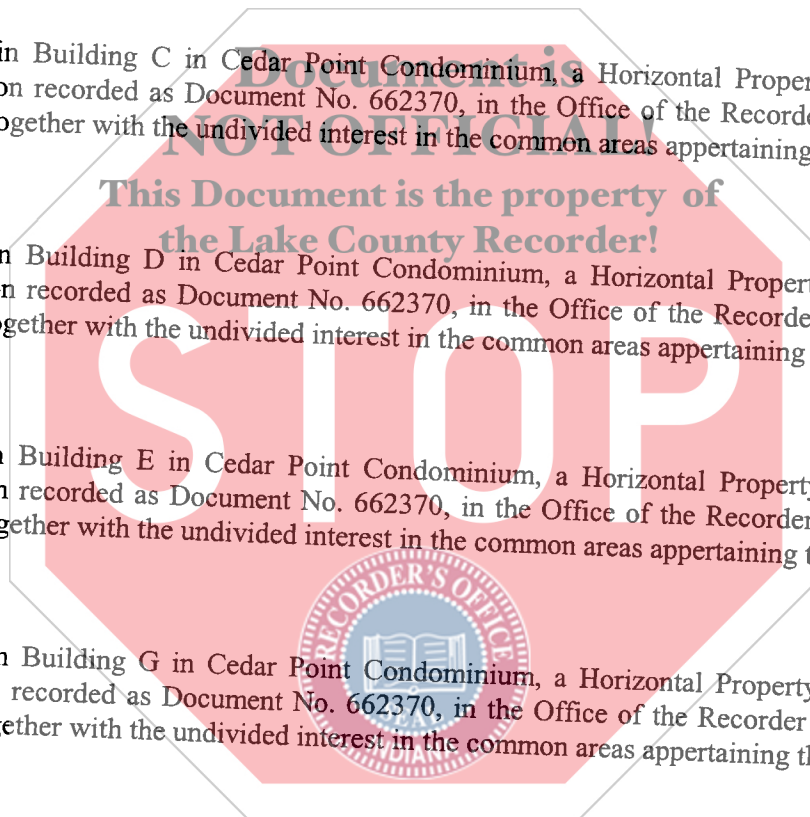 in Building C in Cedar Point Condominium, a Horizontal Proper
on recorded as Document No. 662370, in the Office of the Recorde
ogether with the undivided interest in the common areas appertaining
Document is
NOT OFFICIAL!
This Document is the property of
the Lake County Recorder!
n Building D in Cedar Point Condominium, a Horizontal Propert
n recorded as Document No. 662370, in the Office of the Recorde
ogether with the undivided interest in the common areas appertaining
STOP
n Building E in Cedar Point Condominium, a Horizontal Property
n recorded as Document No. 662370, in the Office of the Recorder
gether with the undivided interest in the common areas appertaining t
RECORDER'S OFFICE
SEAL
INDIANA
n Building G in Cedar Point Condominium, a Horizontal Property
recorded as Document No. 662370, in the Office of the Recorder
gether with the undivided interest in the common areas appertaining th